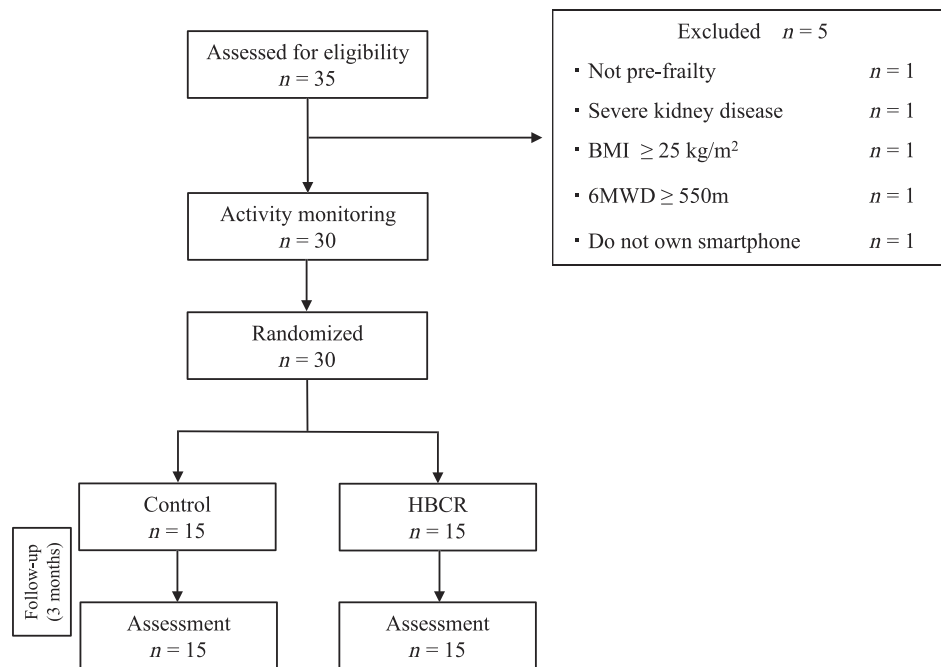 Assessed for eligibility
n = 35
Excluded n = 5
・Not pre-frailty n = 1
・Severe kidney disease n = 1
・BMI ≥ 25 kg/m² n = 1
・6MWD ≥ 550m n = 1
・Do not own smartphone n = 1
Activity monitoring
n = 30
Randomized
n = 30
Control
n = 15
HBCR
n = 15
Follow-up
(3 months)
Assessment
n = 15
Assessment
n = 15